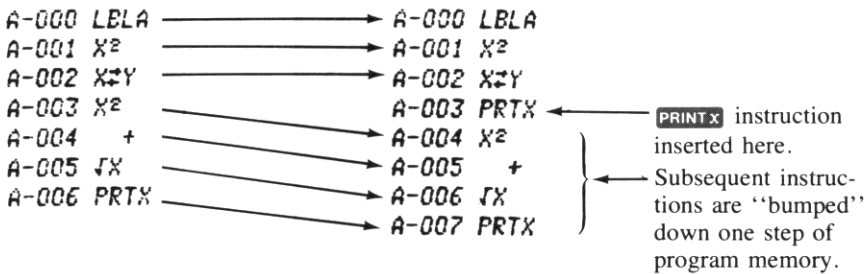 A-000 LBLA
A-001 X²
A-002 X⇄Y
A-003 X²
A-004 +
A-005 √X
A-006 PRTX
A-000 LBLA
A-001 X²
A-002 X⇄Y
A-003 PRTX
A-004 X²
A-005 +
A-006 √X
A-007 PRTX
PRINT X instruction
inserted here.
Subsequent instruc-
tions are ‘‘bumped’’
down one step of
program memory.